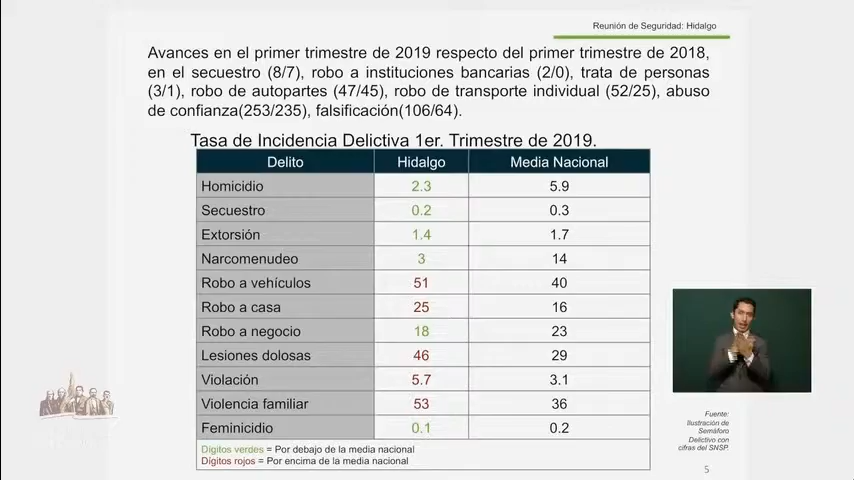 Reunión de Seguridad: Hidalgo
Avances en el primer trimestre de 2019 respecto del primer trimestre de 2018,
en el secuestro (8/7), robo a instituciones bancarias (2/0), trata de personas
(3/1), robo de autopartes (47/45), robo de transporte individual (52/25), abuso
de confianza(253/235), falsificación(106/64).
Tasa de Incidencia Delictiva 1er. Trimestre de 2019.
Delito Hidalgo Media Nacional
Homicidio 2.3 5.9
Secuestro 0.2 0.3
Extorsión 1.4 1.7
Narcomenudeo 3 14
Robo a vehículos 51 40
Robo a casa 25 16
Robo a negocio 18 23
Lesiones dolosas 46 29
Violación 5.7 3.1
Violencia familiar 53 36
Feminicidio 0.1 0.2
Dígitos verdes = Por debajo de la media nacional
Dígitos rojos = Por encima de la media nacional
Fuente:
Ilustración de
Semáforo
Delictivo con
cifras del SNSP.
5